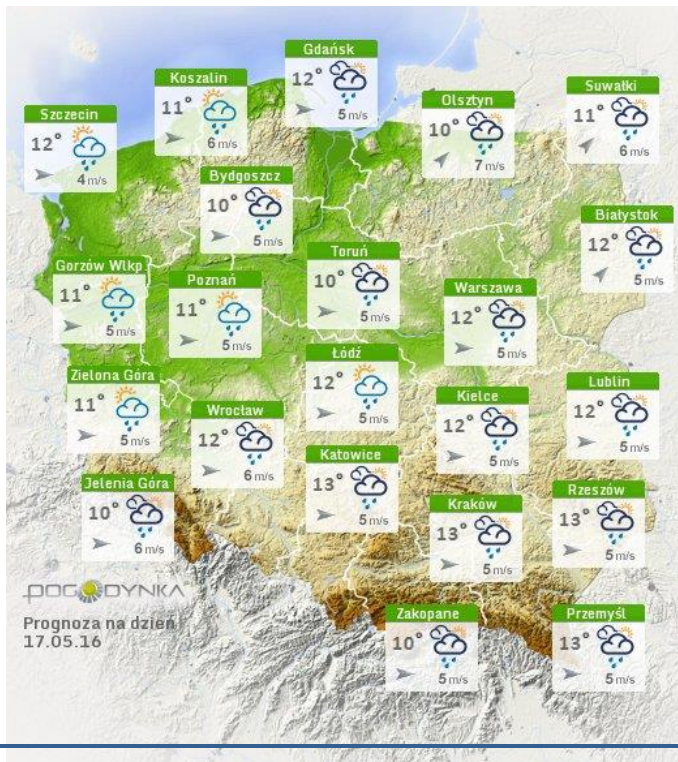 Gdańsk
12°
5 m/s
Koszalin
11°
6 m/s
Suwałki
11°
6 m/s
Olsztyn
10°
7 m/s
Szczecin
12°
4 m/s
Bydgoszcz
10°
5 m/s
Białystok
12°
5 m/s
Toruń
10°
5 m/s
Gorzów Wlkp
11°
5 m/s
Poznań
11°
5 m/s
Warszawa
12°
5 m/s
Łódź
12°
5 m/s
Zielona Góra
11°
5 m/s
Lublin
12°
5 m/s
Kielce
12°
5 m/s
Wrocław
12°
6 m/s
Katowice
13°
5 m/s
Jelenia Góra
10°
6 m/s
Rzeszów
13°
5 m/s
Kraków
13°
5 m/s
POGODYNKA
Prognoza na dzień
17.05.16
Zakopane
10°
5 m/s
Przemyśl
13°
5 m/s